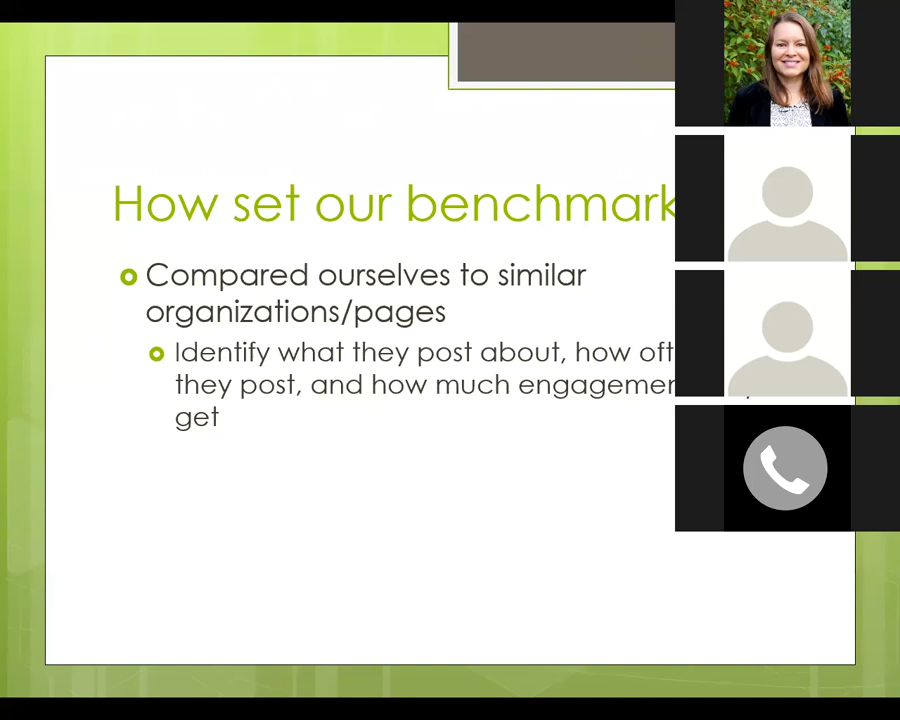 How set our benchmark
Compared ourselves to similar
organizations/pages
Identify what they post about, how
they post, and how much
get